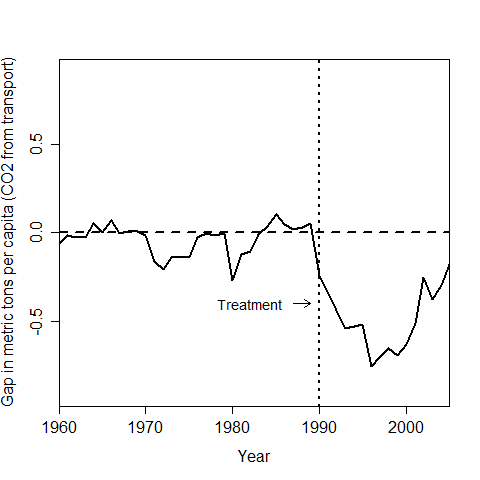 Gap in metric tons per capita (CO2 from transport)
0.5
0.0
-0.5
Treatment
1960 1970 1980 1990 2000
Year